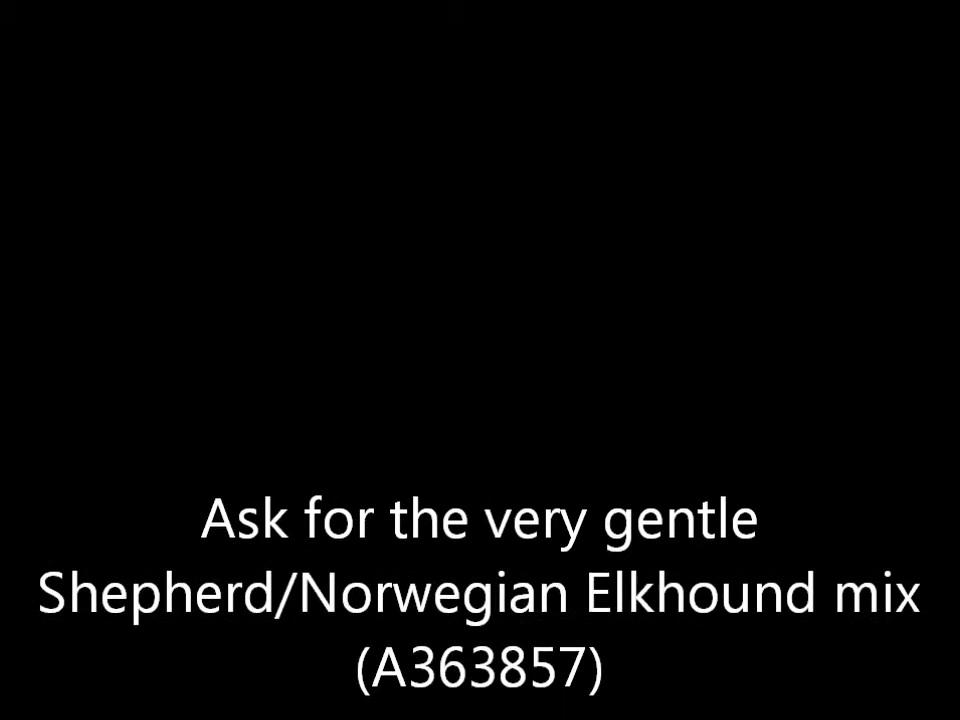 Ask for the very gentle
Shepherd/Norwegian Elkhound mix
(A363857)